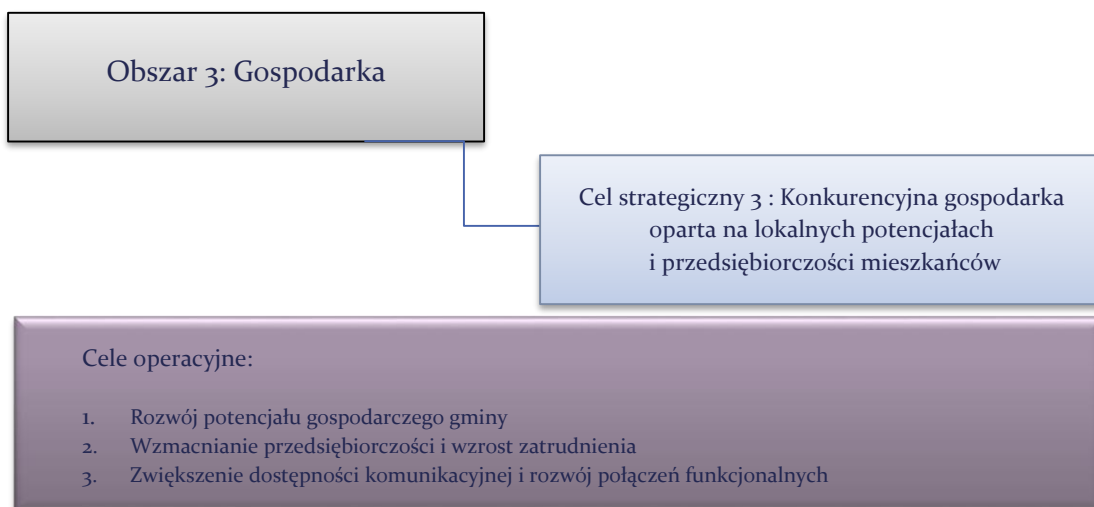 Obszar 3: Gospodarka
Cel strategiczny 3 : Konkurencyjna gospodarka
oparta na lokalnych potencjałach
i przedsiębiorczości mieszkańców
Cele operacyjne:
1. Rozwój potencjału gospodarczego gminy
2. Wzmacnianie przedsiębiorczości i wzrost zatrudnienia
3. Zwiększenie dostępności komunikacyjnej i rozwój połączeń funkcjonalnych